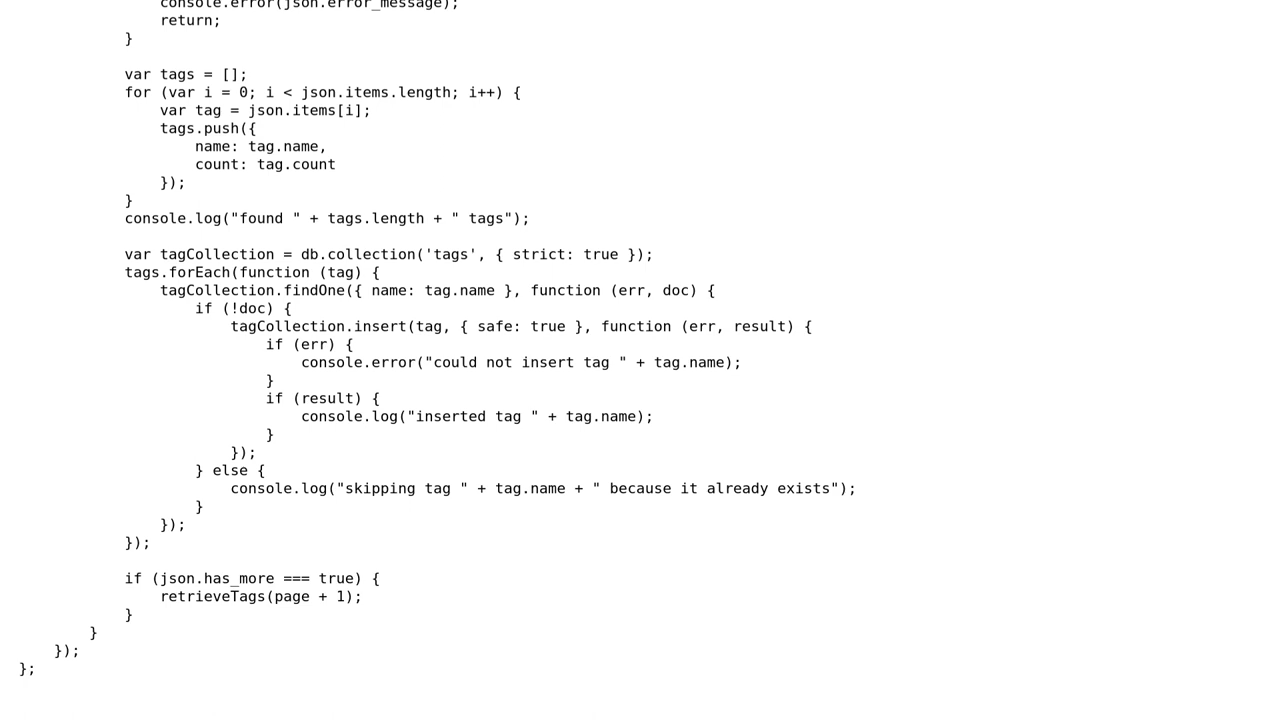 console.error(json.error_message);
                return;
            }

            var tags = [];
            for (var i = 0; i < json.items.length; i++) {
                var tag = json.items[i];
                tags.push({
                    name: tag.name,
                    count: tag.count
                });
            }
            console.log("found " + tags.length + " tags");

            var tagCollection = db.collection('tags', { strict: true });
            tags.forEach(function (tag) {
                tagCollection.findOne({ name: tag.name }, function (err, doc) {
                    if (!doc) {
                        tagCollection.insert(tag, { safe: true }, function (err, result) {
                            if (err) {
                                console.error("could not insert tag " + tag.name);
                            }
                            if (result) {
                                console.log("inserted tag " + tag.name);
                            }
                        });
                    } else {
                        console.log("skipping tag " + tag.name + " because it already exists");
                    }
                });
            });

            if (json.has_more === true) {
                retrieveTags(page + 1);
            }
        }
    });
};